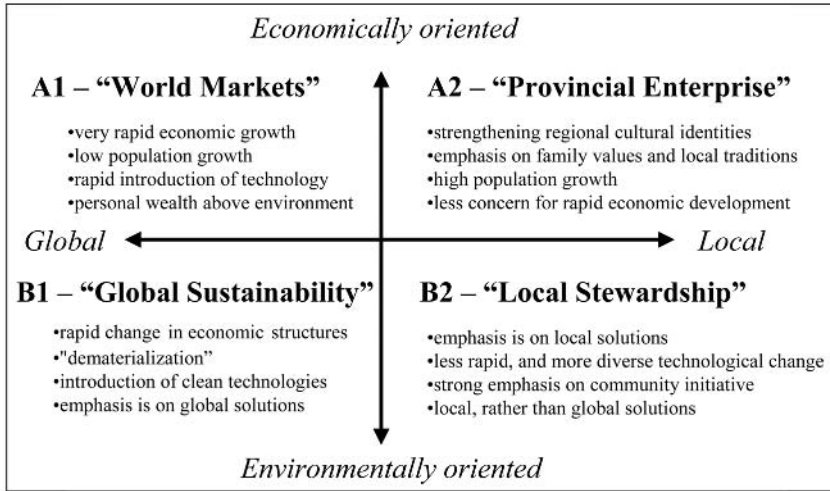 Economically oriented
A1 – “World Markets”
•very rapid economic growth
•low population growth
•rapid introduction of technology
•personal wealth above environment
A2 – “Provincial Enterprise”
•strengthening regional cultural identities
•emphasis on family values and local traditions
•high population growth
•less concern for rapid economic development
Global
Local
B1 – “Global Sustainability”
•rapid change in economic structures
•"dematerialization”
•introduction of clean technologies
•emphasis is on global solutions
B2 – “Local Stewardship”
•emphasis is on local solutions
•less rapid, and more diverse technological change
•strong emphasis on community initiative
•local, rather than global solutions
Environmentally oriented